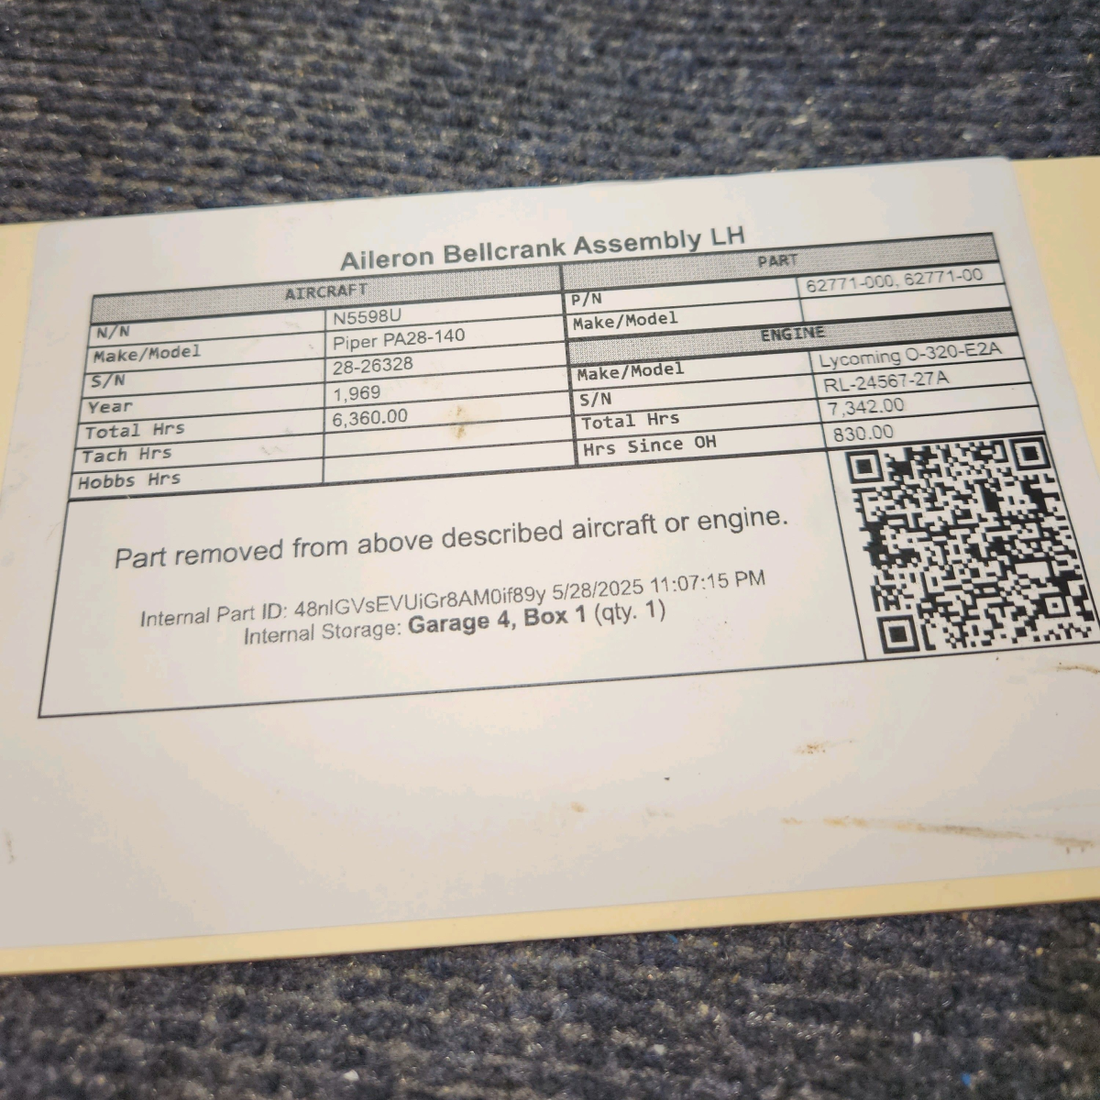 Aileron Bellcrank Assembly LH
AIRCRAFT
N/N N5598U
Make/Model Piper PA28-140
S/N 28-26328
Year 1,969
Total Hrs 6,360.00
Tach Hrs
Hobbs Hrs
PART
P/N 62771-000, 62771-00
Make/Model
ENGINE
Make/Model Lycoming O-320-E2A
S/N RL-24567-27A
Total Hrs 7,342.00
Hrs Since OH 830.00
Part removed from above described aircraft or engine.
Internal Part ID: 48nIGVsEVUiGr8AM0if89y 5/28/2025 11:07:15 PM
Internal Storage: Garage 4, Box 1 (qty. 1)